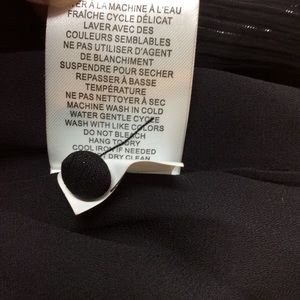 À LA MACHINE À L'EAU
FRAÎCHE CYCLE DÉLICAT
LAVER AVEC DES
COULEURS SEMBLABLES
NE PAS UTILISER D'AGENT
DE BLANCHIMENT
SUSPENDRE POUR SECHER
REPASSER À BASSE
TEMPÉRATURE
NE PAS NETTOYER À SEC
MACHINE WASH IN COLD
WATER GENTLE CYCLE
WASH WITH LIKE COLORS
DO NOT BLEACH
HANG TO DRY
COOL IRON IF NEEDED
DRY CLEAN